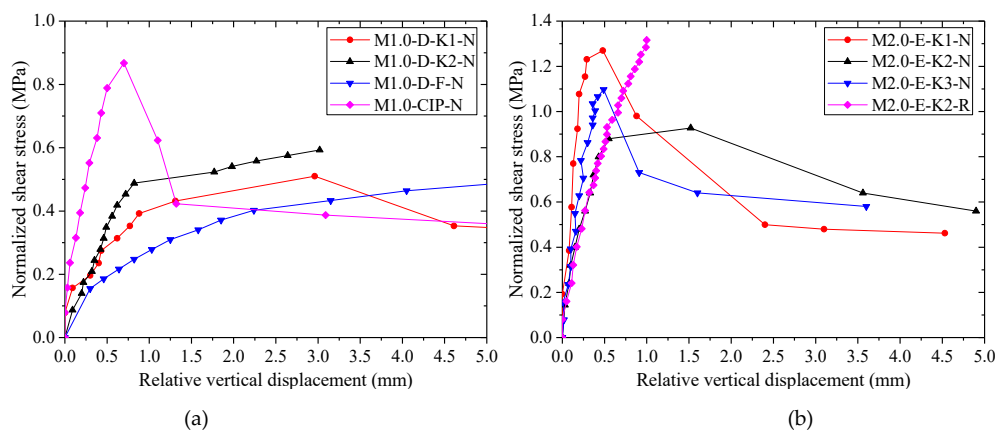 M1.0-D-K1-N
M1.0-D-K2-N
M1.0-D-F-N
M1.0-CIP-N
Normalized shear stress (MPa)
1.0
0.8
0.6
0.4
0.2
0.0
0.0 0.5 1.0 1.5 2.0 2.5 3.0 3.5 4.0 4.5 5.0
Relative vertical displacement (mm)
(a)
M2.0-E-K1-N
M2.0-E-K2-N
M2.0-E-K3-N
M2.0-E-K2-R
Normalized shear stress (MPa)
1.4
1.2
1.0
0.8
0.6
0.4
0.2
0.0
0.0 0.5 1.0 1.5 2.0 2.5 3.0 3.5 4.0 4.5 5.0
Relative vertical displacement (mm)
(b)